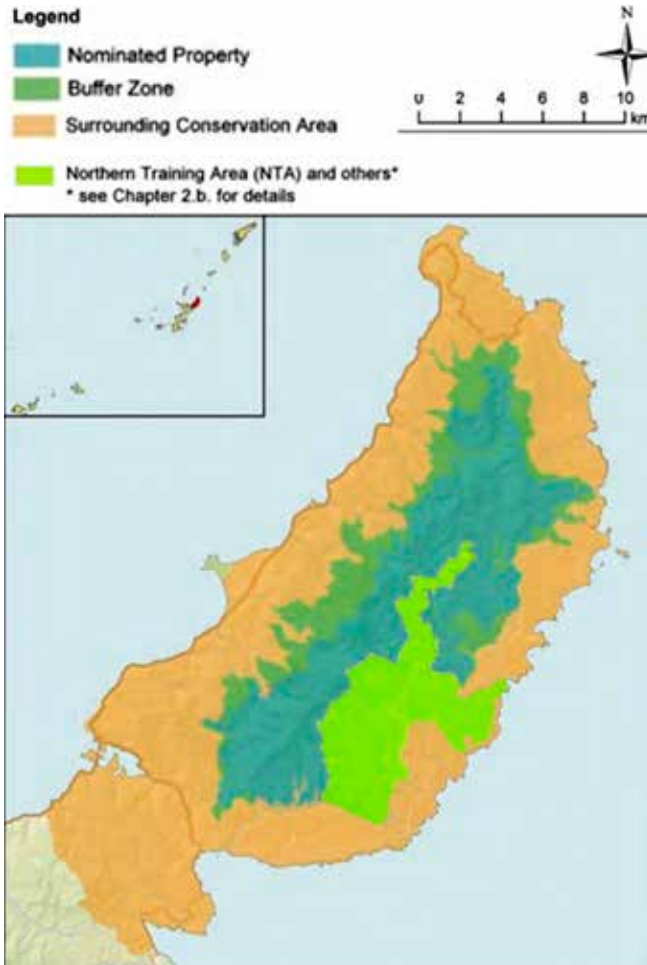 Legend
N
Nominated Property
Buffer Zone
Surrounding Conservation Area
0 2 4 6 8 10
km
Northern Training Area (NTA) and others*
* see Chapter 2.b. for details